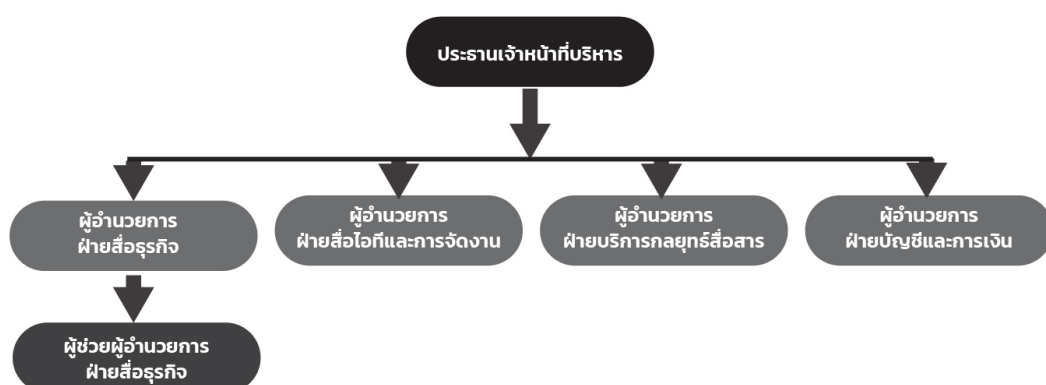 ประธานเจ้าหน้าที่บริหาร
ผู้อำนวยการ
ฝ่ายสื่อธุรกิจ
ผู้อำนวยการ
ฝ่ายสื่อไอทีและการจัดงาน
ผู้อำนวยการ
ฝ่ายบริการกลยุทธ์สื่อสาร
ผู้อำนวยการ
ฝ่ายบัญชีและการเงิน
ผู้ช่วยผู้อำนวยการ
ฝ่ายสื่อธุรกิจ